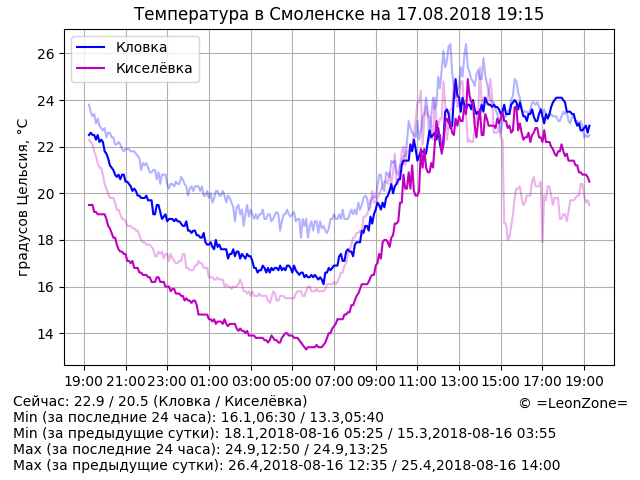 Температура в Смоленске на 17.08.2018 19:15
Кловка
Киселёвка
градусов Цельсия, °C
26
24
22
20
18
16
14
19:00 21:00 23:00 01:00 03:00 05:00 07:00 09:00 11:00 13:00 15:00 17:00 19:00
Сейчас: 22.9 / 20.5 (Кловка / Киселёвка)
© =LeonZone=
Min (за последние 24 часа): 16.1,06:30 / 13.3,05:40
Min (за предыдущие сутки): 18.1,2018-08-16 05:25 / 15.3,2018-08-16 03:55
Max (за последние 24 часа): 24.9,12:50 / 24.9,13:25
Max (за предыдущие сутки): 26.4,2018-08-16 12:35 / 25.4,2018-08-16 14:00